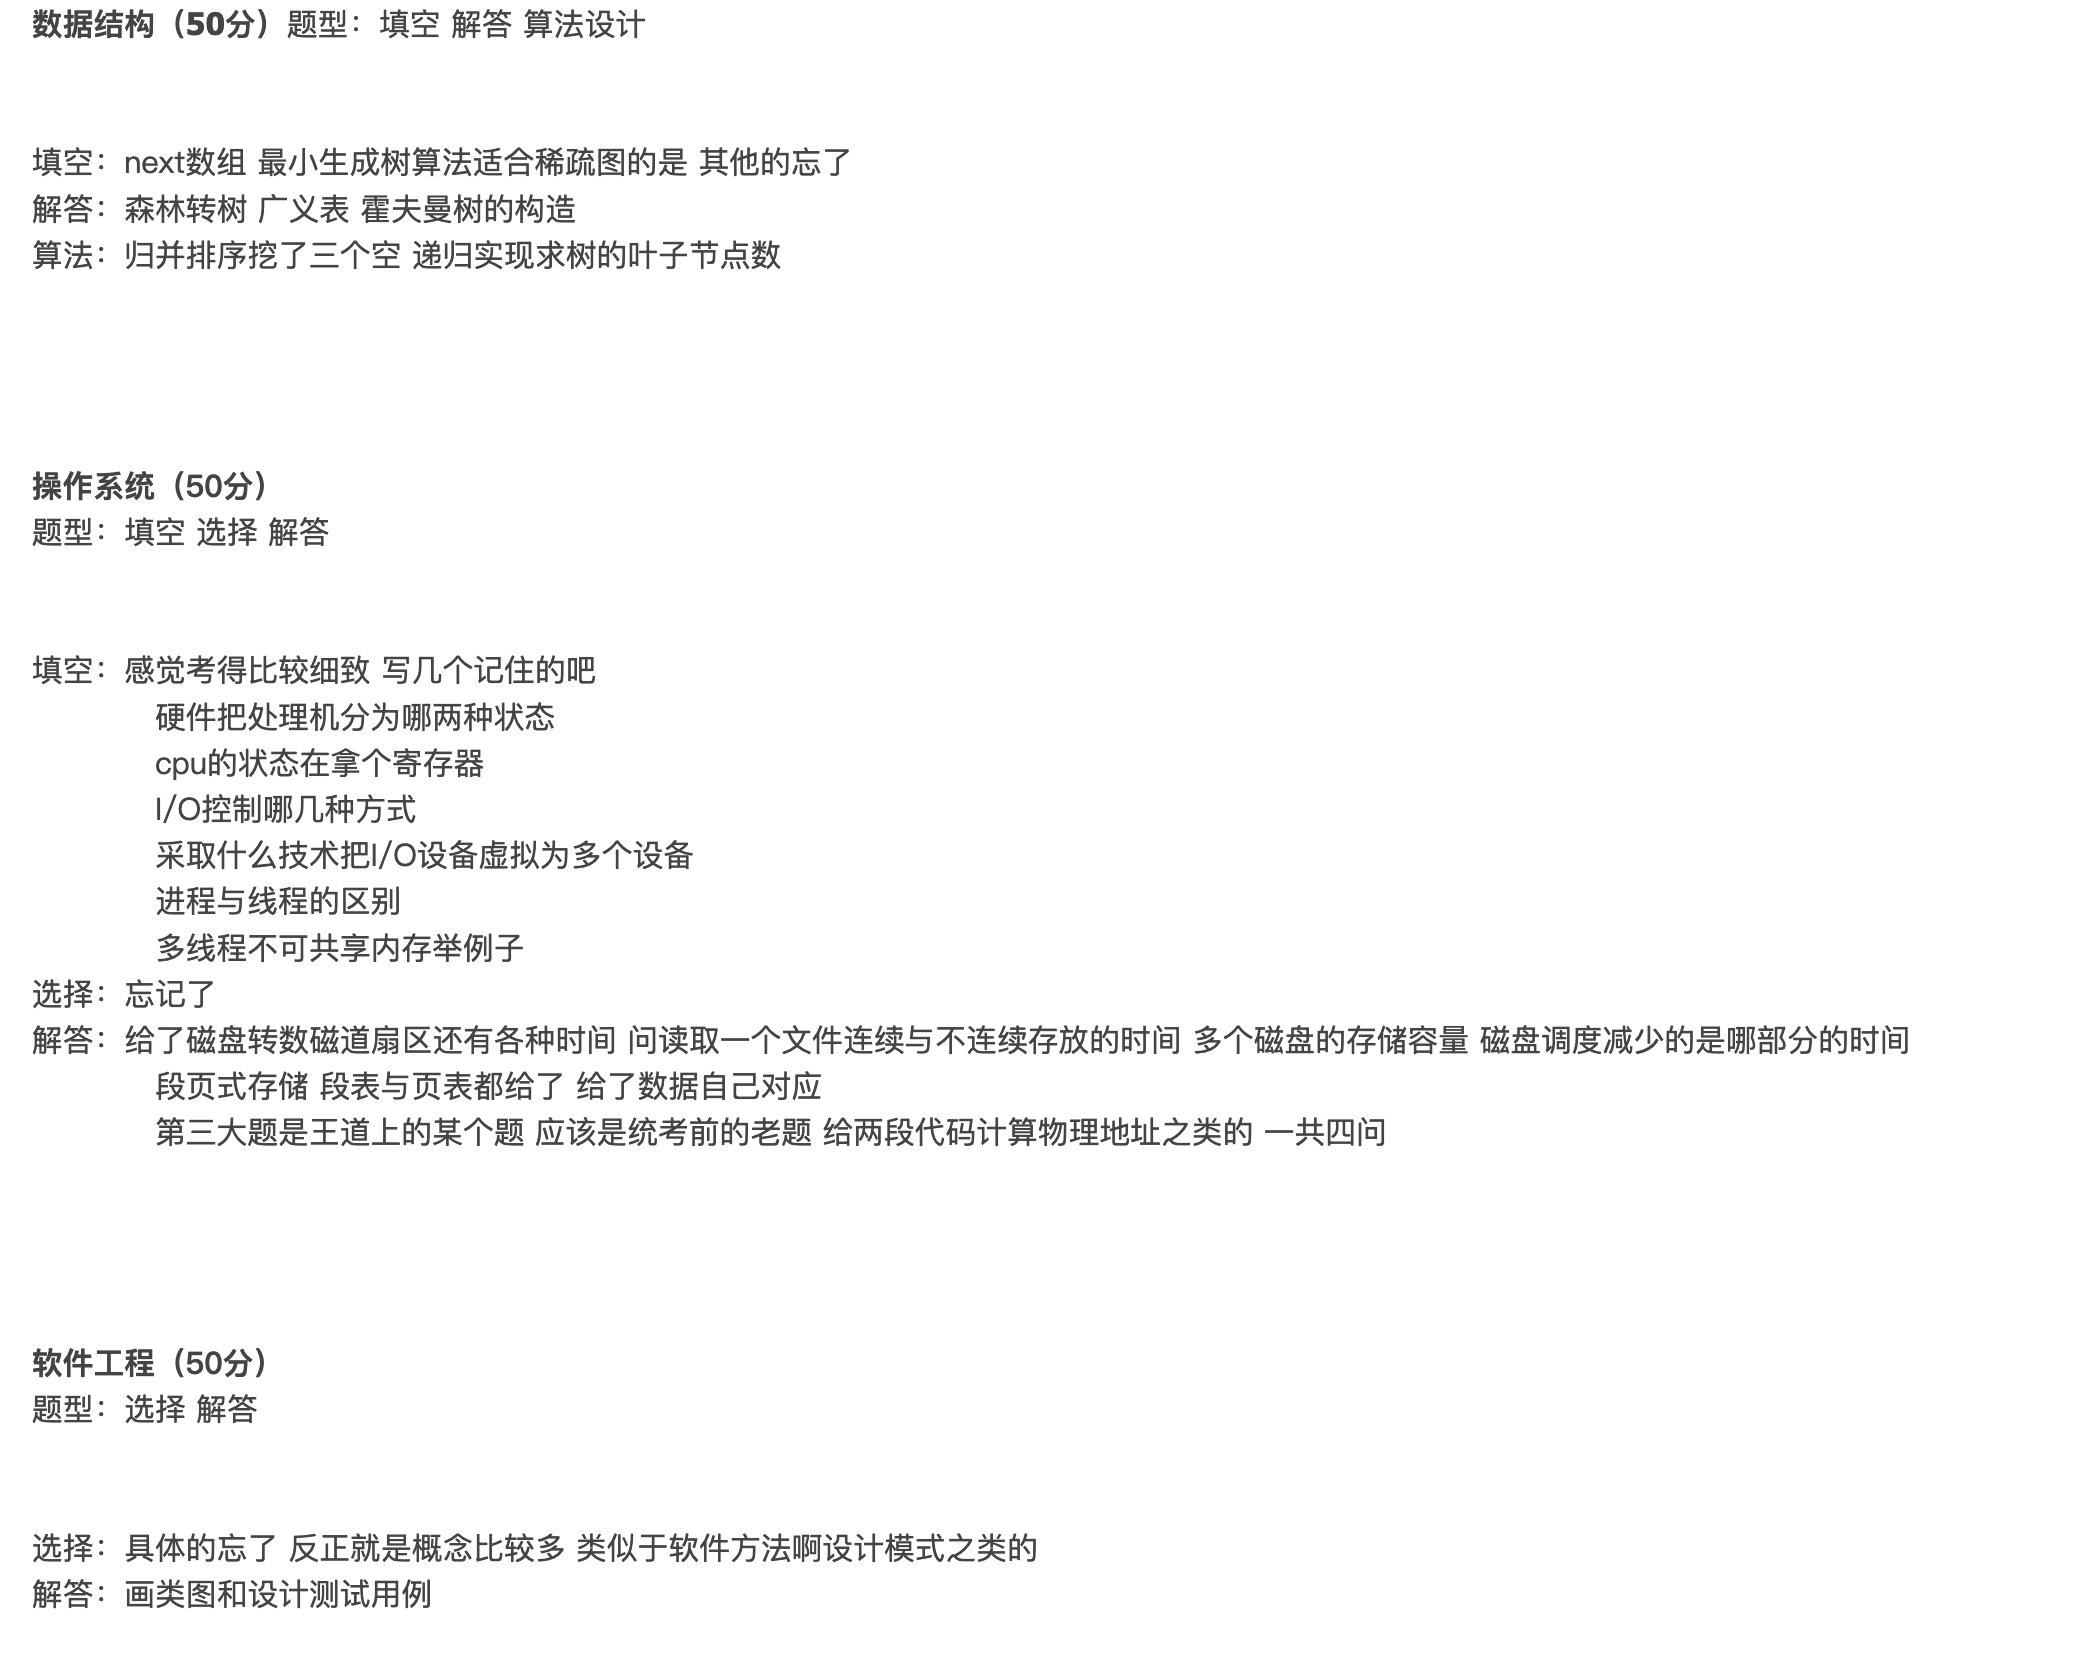 数据结构（50分）题型：填空 解答 算法设计
填空：next数组 最小生成树算法适合稀疏图的是 其他的忘了
解答：森林转树 广义表 霍夫曼树的构造
算法：归并排序挖了三个空 递归实现求树的叶子节点数
操作系统（50分）
题型：填空 选择 解答
填空：感觉考得比较细致 写几个记住的吧
硬件把处理机分为哪两种状态
cpu的状态在拿个寄存器
I/O控制哪几种方式
采取什么技术把I/O设备虚拟为多个设备
进程与线程的区别
多线程不可共享内存举例子
选择：忘记了
解答：给了磁盘转数磁道扇区还有各种时间 问读取一个文件连续与不连续存放的时间 多个磁盘的存储容量 磁盘调度减少的是哪部分的时间
段页式存储 段表与页表都给了 给了数据自己对应
第三大题是王道上的某个题 应该是统考前的老题 给两段代码计算物理地址之类的 一共四问
软件工程（50分）
题型：选择 解答
选择：具体的忘了 反正就是概念比较多 类似于软件方法啊设计模式之类的
解答：画类图和设计测试用例